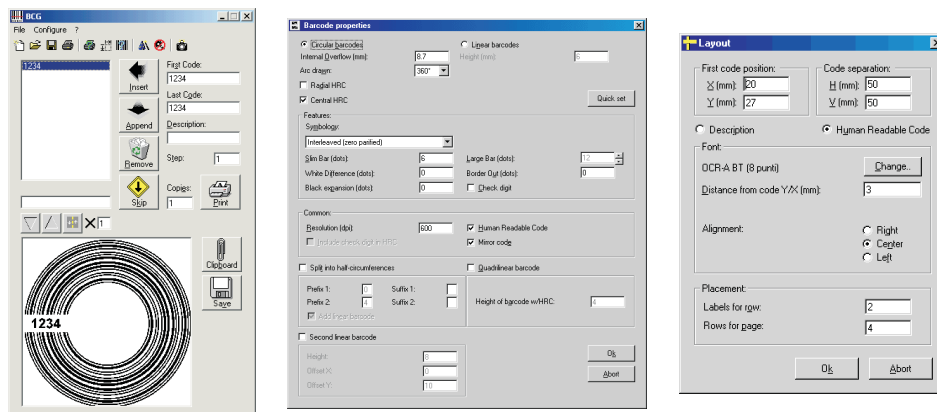 BCG
File Configure ?
1234
Insert
First Code:
1234
Last Code:
1234
Append
Description:
Remove
Step: 1
Skip
Copies:
1
Print
1
Clipboard
Save
1234
Barcode properties
Circular barcodes
Linear barcodes
Internal Overflow (mm): 8.7
Height (mm): 6
Arc drawn: 360°
Radial HRC
Central HRC
Quick set
Features:
Symbology:
Interleaved (zero parified)
Slim Bar (dots): 6
Large Bar (dots): 12
White Difference (dots): 0
Border Out (dots): 0
Black expansion (dots): 0
Check digit
Common:
Resolution (dpi): 600
Human Readable Code
Include check digit in HRC
Mirror code
Split into half-circumferences
Quadrilinear barcode
Prefix 1: 0 Suffix 1:
Prefix 2: 4 Suffix 2:
Height of barcode w/HRC: 4
Add linear barcode
Second linear barcode
Height: 8
Offset X: 0
Offset Y: 10
Ok
Abort
Layout
First code position:
X (mm): 20
Y (mm): 27
Code separation:
H (mm): 50
V (mm): 50
Description
Human Readable Code
Font:
OCR-A BT (8 punti)
Change..
Distance from code Y/X (mm): 3
Alignment:
Right
Center
Left
Placement:
Labels for row: 2
Rows for page: 4
Ok
Abort